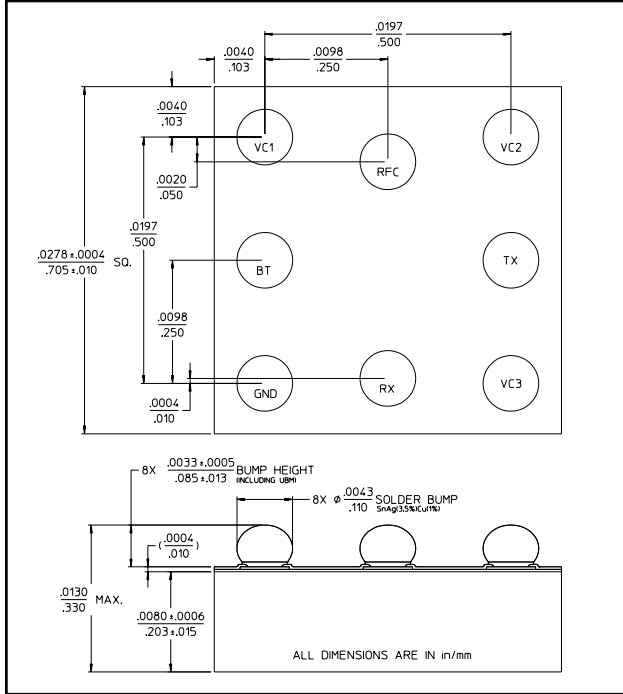 .0197
.500
.0040
.103
.0098
.250
.0040
.103
VC1
VC2
RFC
.0020
.050
.0197
.500
.0278±.0004
.705±.010
SQ.
BT
TX
.0098
.250
GND
RX
VC3
.0004
.010
8X .0033±.0005
.085±.013
BUMP HEIGHT
(INCLUDING UBM)
8X Ø .0043
.110
SOLDER BUMP
SnAg(3.5%)Cu(1%)
(.0004
.010)
.0130
.330
MAX.
.0080±.0006
.203±.015
ALL DIMENSIONS ARE IN in/mm